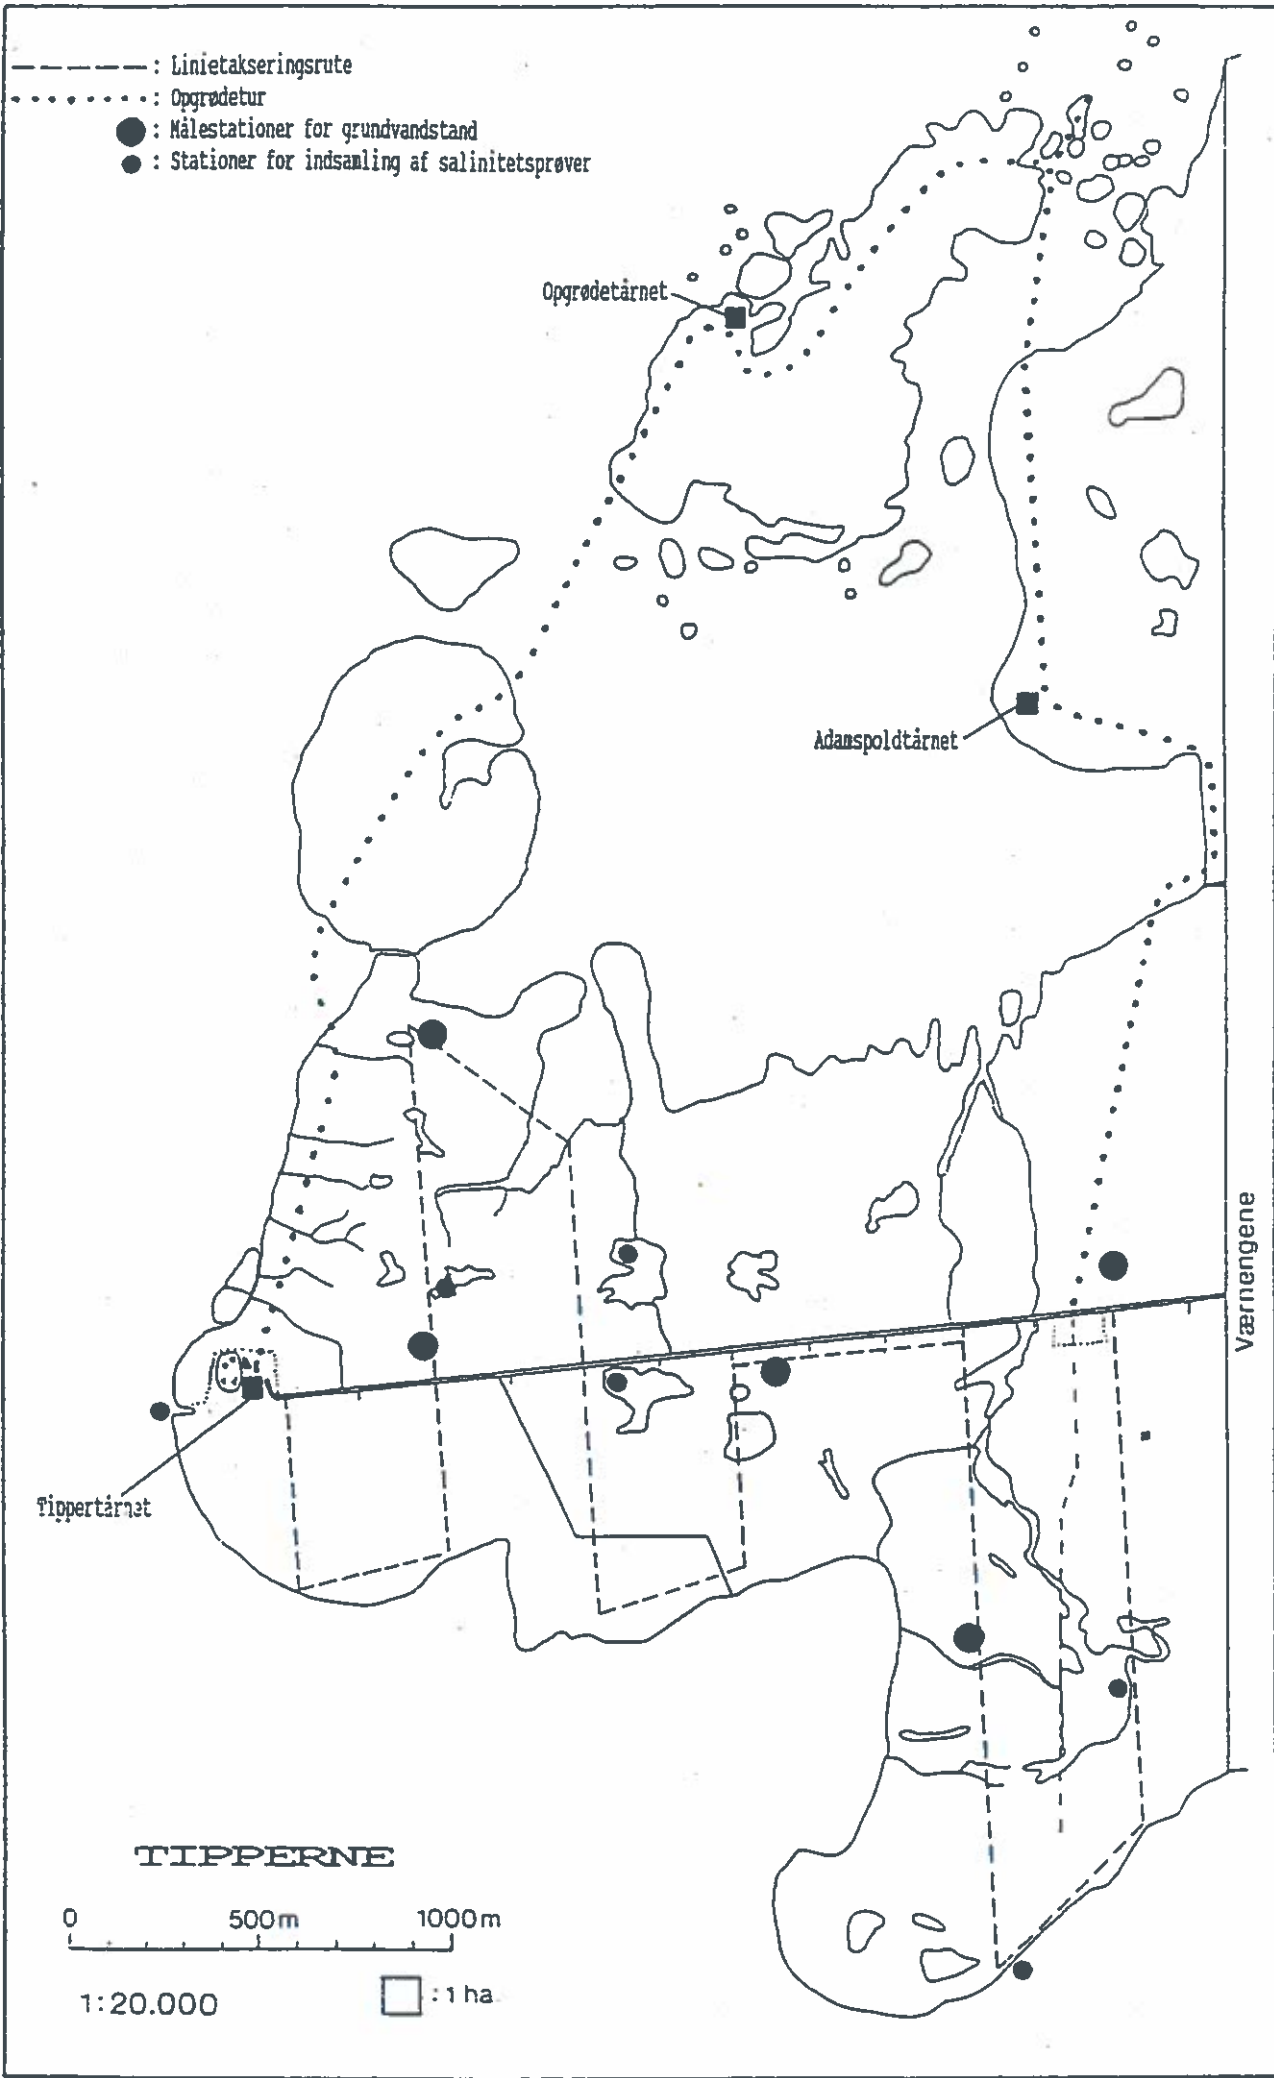 : Linietakseringsrute
: Opgrødetur
: Målestationer for grundvandstand
: Stationer for indsamling af salinitetsprøver
Opgrødetårnet
Adamspoldtårnet
Værnengene
Tippertårnet
TIPPERNE
0 500m 1000m
1:20.000 : 1 ha